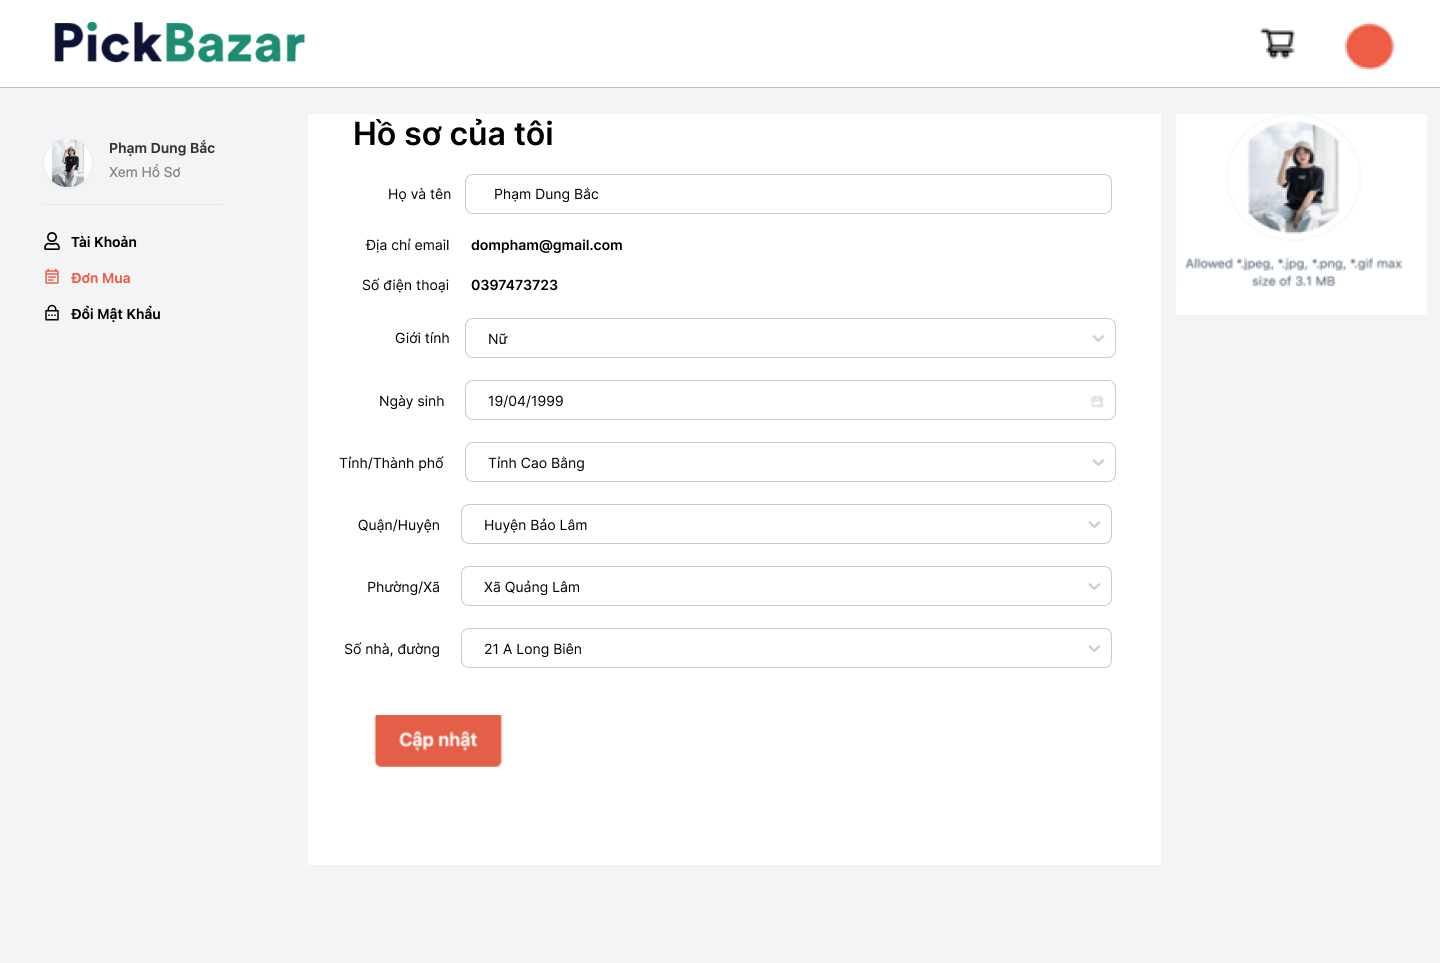 PickBazar
Phạm Dung Bắc
Xem Hồ Sơ
Tài Khoản
Đơn Mua
Đổi Mật Khẩu
Hồ sơ của tôi
Họ và tên
Phạm Dung Bắc
Địa chỉ email
dompham@gmail.com
Số điện thoại
0397473723
Giới tính
Nữ
Ngày sinh
19/04/1999
Tỉnh/Thành phố
Tỉnh Cao Bằng
Quận/Huyện
Huyện Bảo Lâm
Phường/Xã
Xã Quảng Lâm
Số nhà, đường
21 A Long Biên
Cập nhật
Allowed *.jpeg, *.jpg, *.png, *.gif max
size of 3.1 MB